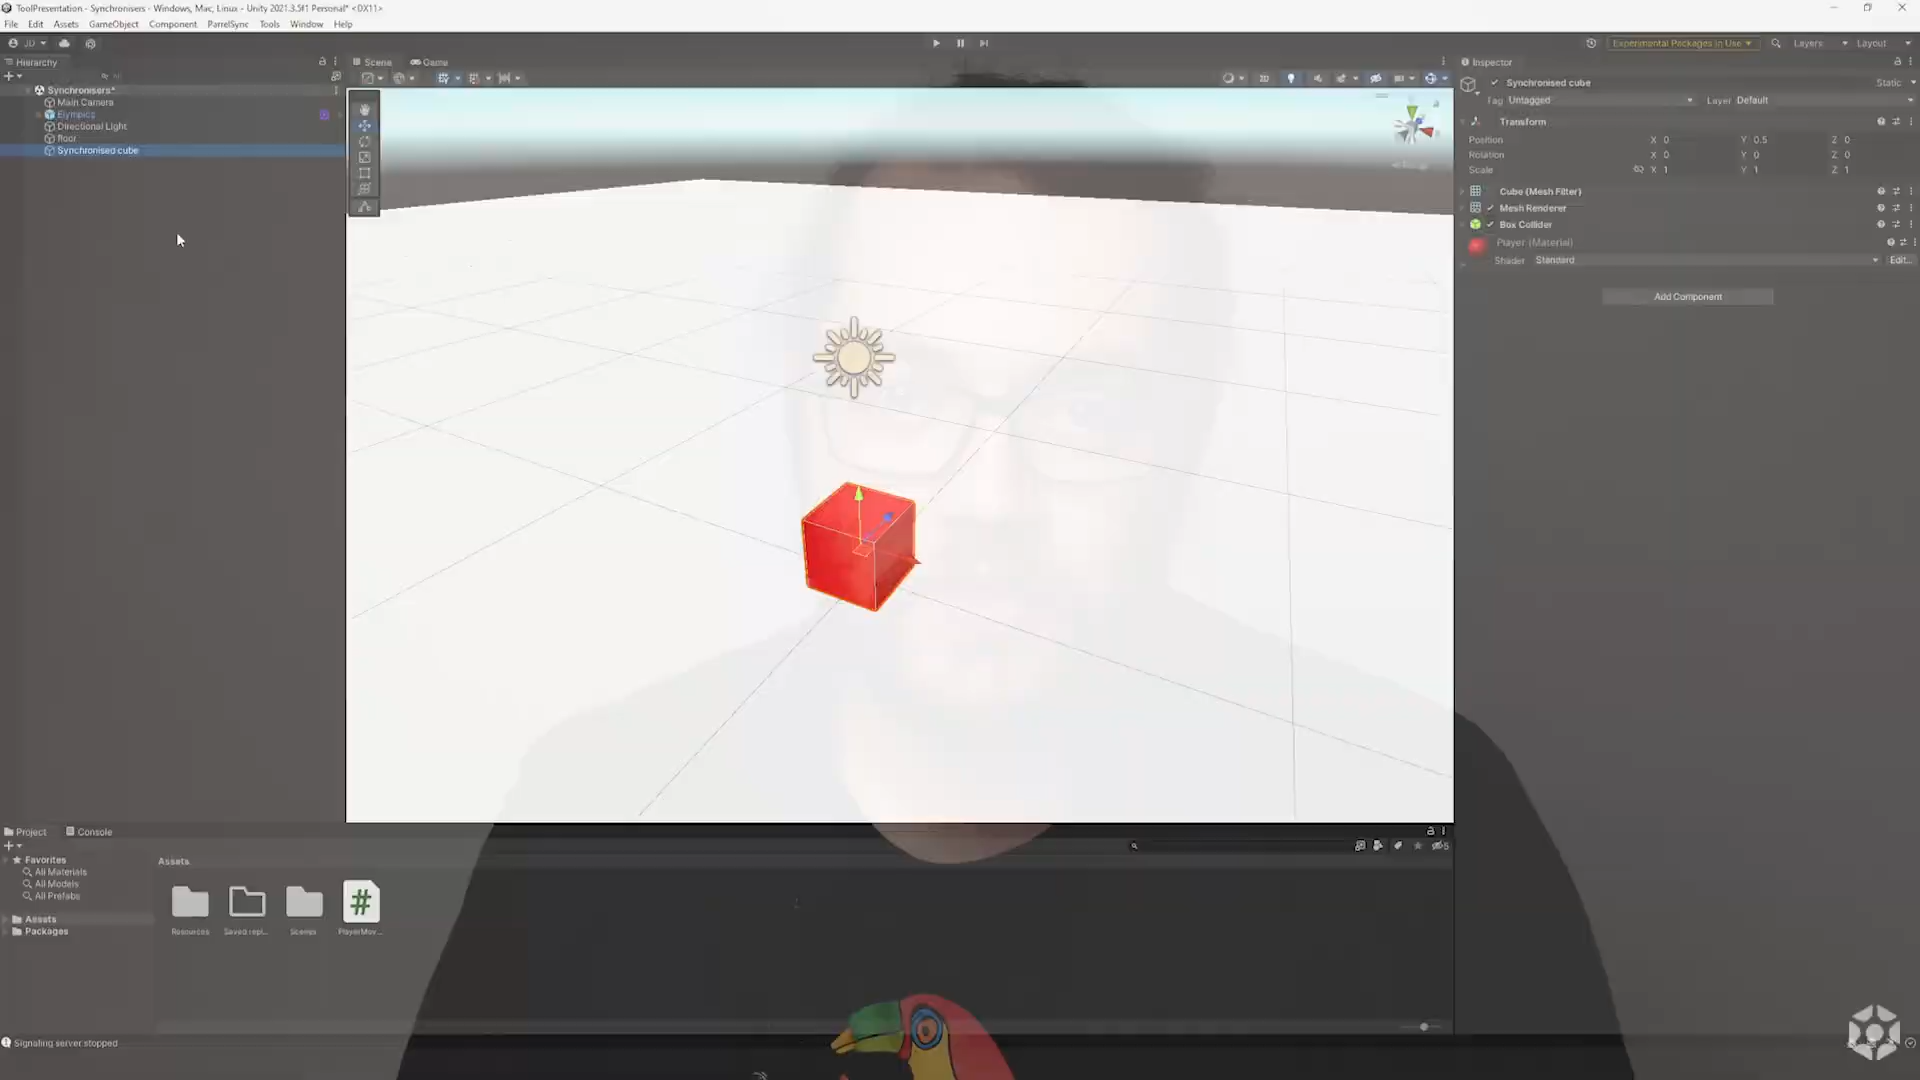 ToolPresentation - Synchronisers - Windows, Mac, Linux - Unity 2021.3.5f1 Personal* <DX11>
File Edit Assets GameObject Component ParrelSync Tools Window Help
JD
Experimental Packages In Use
Layers
Layout
Hierarchy
Scene
Game
Inspector
2D
Synchronisers*
Main Camera
Elympics
Directional Light
floor
Synchronised cube
Synchronised cube
Static
Tag Untagged
Layer Default
Transform
Position X 0 Y 0.5 Z 0
Rotation X 0 Y 0 Z 0
Scale X 1 Y 1 Z 1
Cube (Mesh Filter)
Mesh Renderer
Box Collider
Player (Material)
Shader Standard
Edit...
Add Component
Project
Console
Favorites
All Materials
All Models
All Prefabs
Assets
Packages
Assets
Resources
Saved repl...
Scenes
PlayerMov...
Signaling server stopped